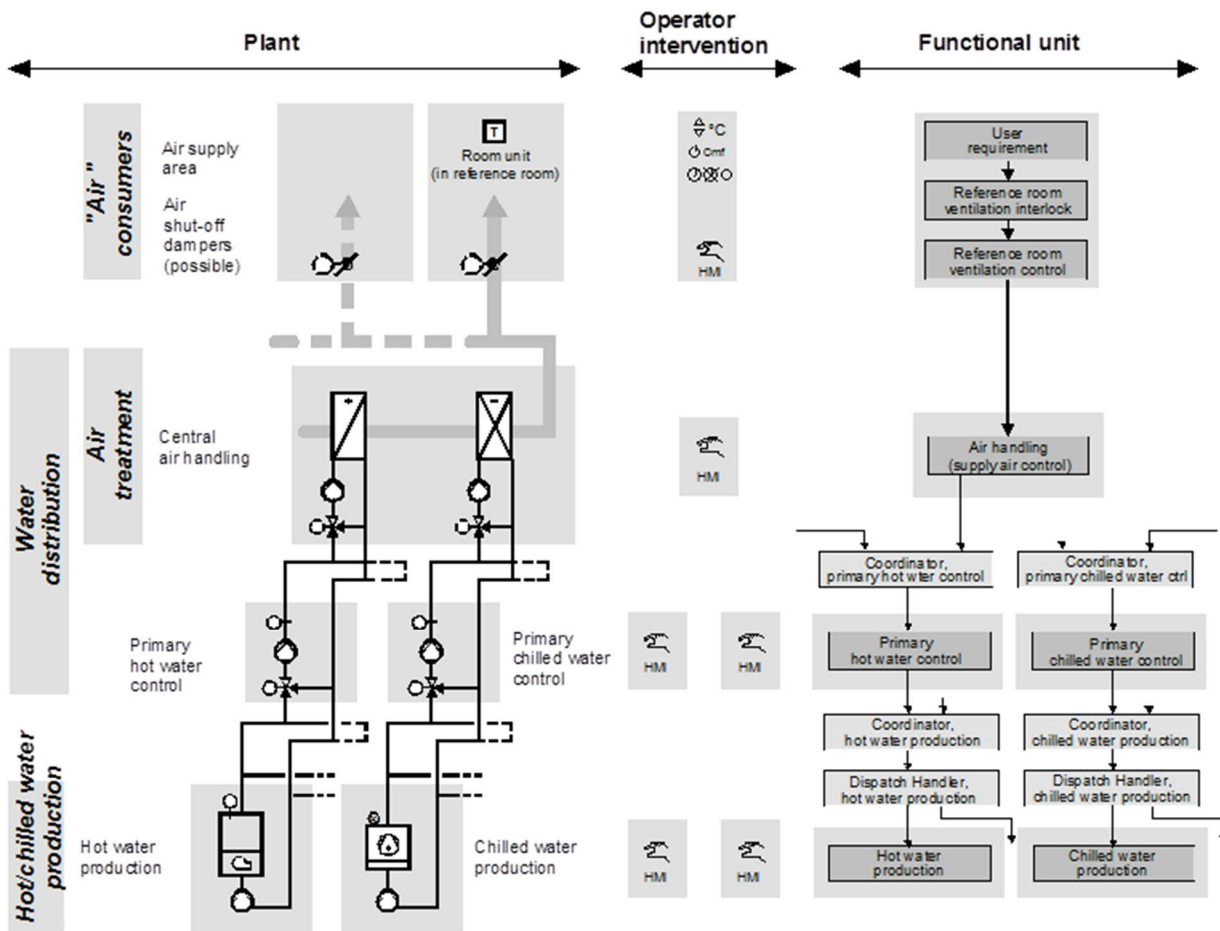 Plant
Operator
intervention
Functional unit
"Air"
consumers
Air supply
area
Air
shut-off
dampers
(possible)
T
Room unit
(in reference room)
°C
Cmf
HMI
User
requirement
Reference room
ventilation interlock
Reference room
ventilation control
Water
distribution
Air
treatment
Central
air handling
+
-
HMI
Air handling
(supply air control)
Coordinator,
primary hot wter control
Coordinator,
primary chilled water ctrl
Primary
hot water
control
Primary
chilled water
control
HMI
HMI
Primary
hot water control
Primary
chilled water control
Coordinator,
hot water production
Coordinator,
chilled water production
Dispatch Handler,
hot water production
Dispatch Handler,
chilled water production
Hot/chilled water
production
Hot water
production
Chilled water
production
HMI
HMI
Hot water
production
Chilled water
production